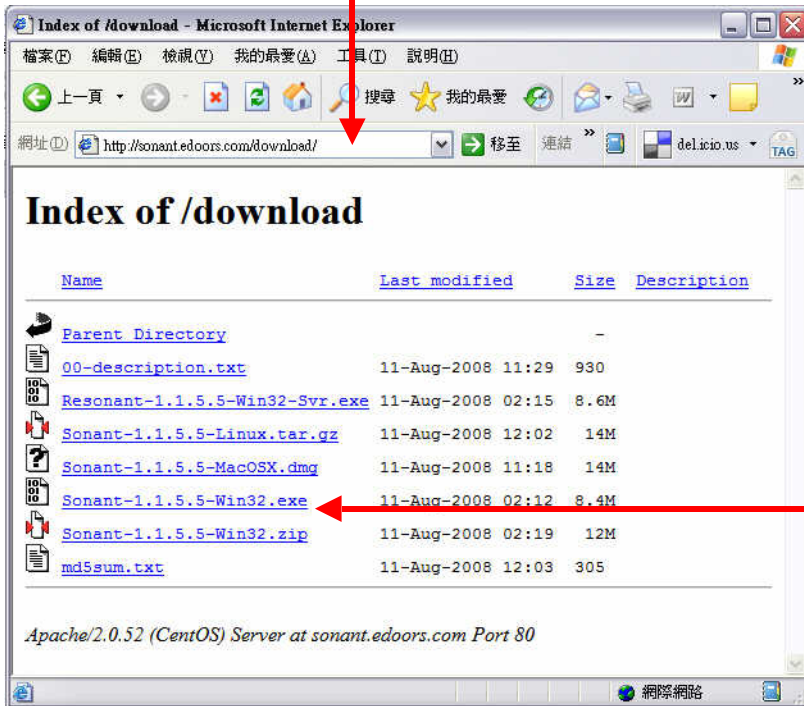 Index of /download - Microsoft Internet Explorer
檔案(F) 編輯(E) 檢視(V) 我的最愛(A) 工具(T) 說明(H)
上一頁 搜尋 我的最愛 »
網址(D) http://sonant.edoors.com/download/ 移至 連結 » del.icio.us TAG
Index of /download
Name Last modified Size Description
Parent Directory -
00-description.txt 11-Aug-2008 11:29 930
Resonant-1.1.5.5-Win32-Svr.exe 11-Aug-2008 02:15 8.6M
Sonant-1.1.5.5-Linux.tar.gz 11-Aug-2008 12:02 14M
Sonant-1.1.5.5-MacOSX.dmg 11-Aug-2008 11:18 14M
Sonant-1.1.5.5-Win32.exe 11-Aug-2008 02:12 8.4M
Sonant-1.1.5.5-Win32.zip 11-Aug-2008 02:19 12M
md5sum.txt 11-Aug-2008 12:03 305
Apache/2.0.52 (CentOS) Server at sonant.edoors.com Port 80
網際網路